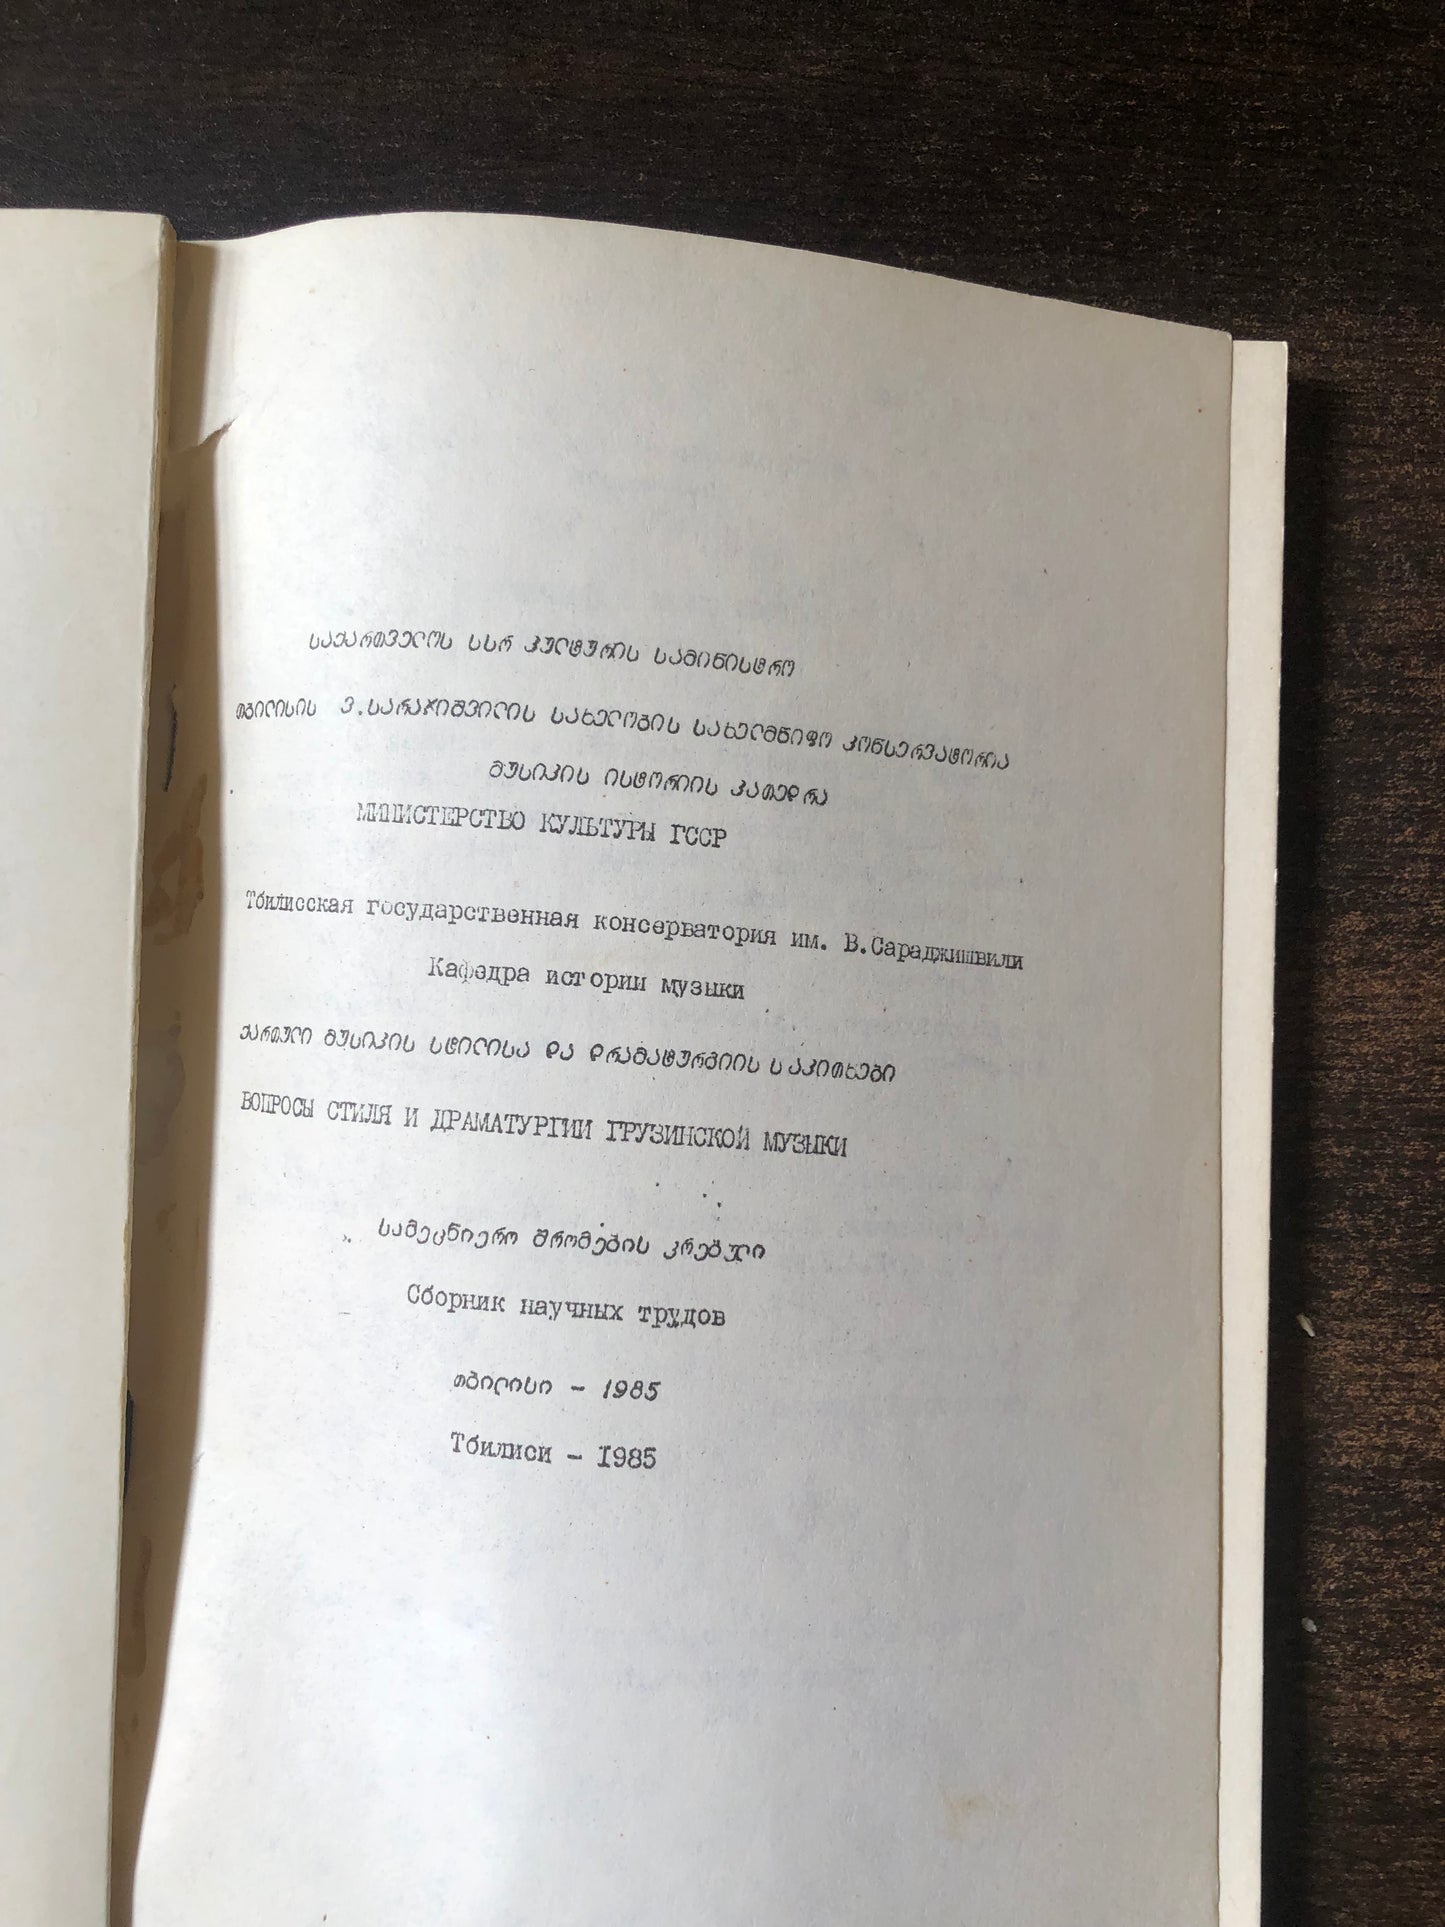 საქართველოს სსრ კულტურის სამინისტრო
თბილისის ვ.სარაჯიშვილის სახელობის სახელმწიფო კონსერვატორია
მუსიკის ისტორიის კათედრა
МИНИСТЕРСТВО КУЛЬТУРЫ ГССР
Тбилисская государственная консерватория им. В.Сараджишвили
Кафедра истории музыки
ქართული მუსიკის სტილისა და დრამატურგიის საკითხები
ВОПРОСЫ СТИЛЯ И ДРАМАТУРГИИ ГРУЗИНСКОЙ МУЗЫКИ
სამეცნიერო შრომების კრებული
Сборник научных трудов
თბილისი - 1985
Тбилиси - I985